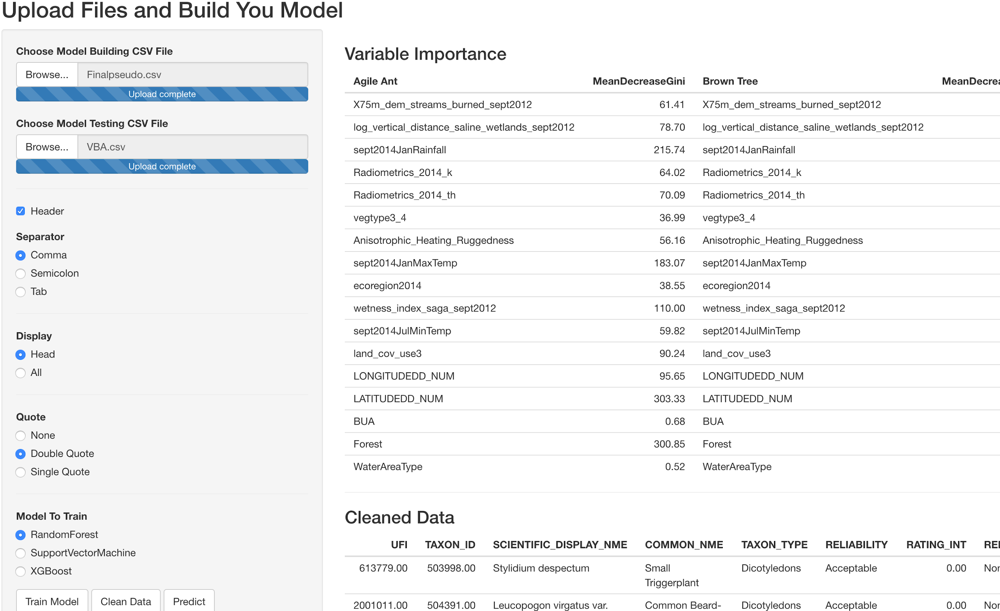 Upload Files and Build You Model
Choose Model Building CSV File
Browse... Finalpseudo.csv
Upload complete
Choose Model Testing CSV File
Browse... VBA.csv
Upload complete
Header
Separator
Comma
Semicolon
Tab
Display
Head
All
Quote
None
Double Quote
Single Quote
Model To Train
RandomForest
SupportVectorMachine
XGBoost
Train Model Clean Data Predict
Variable Importance
Agile Ant MeanDecreaseGini Brown Tree MeanDecrea
X75m_dem_streams_burned_sept2012 61.41 X75m_dem_streams_burned_sept2012
log_vertical_distance_saline_wetlands_sept2012 78.70 log_vertical_distance_saline_wetlands_sept2012
sept2014JanRainfall 215.74 sept2014JanRainfall
Radiometrics_2014_k 64.02 Radiometrics_2014_k
Radiometrics_2014_th 70.09 Radiometrics_2014_th
vegtype3_4 36.99 vegtype3_4
Anisotrophic_Heating_Ruggedness 56.16 Anisotrophic_Heating_Ruggedness
sept2014JanMaxTemp 183.07 sept2014JanMaxTemp
ecoregion2014 38.55 ecoregion2014
wetness_index_saga_sept2012 110.00 wetness_index_saga_sept2012
sept2014JulMinTemp 59.82 sept2014JulMinTemp
land_cov_use3 90.24 land_cov_use3
LONGITUDEDD_NUM 95.65 LONGITUDEDD_NUM
LATITUDEDD_NUM 303.33 LATITUDEDD_NUM
BUA 0.68 BUA
Forest 300.85 Forest
WaterAreaType 0.52 WaterAreaType
Cleaned Data
UFI TAXON_ID SCIENTIFIC_DISPLAY_NME COMMON_NME TAXON_TYPE RELIABILITY RATING_INT
613779.00 503998.00 Stylidium despectum Small Dicotyledons Acceptable 0.00
Triggerplant
2001011.00 504391.00 Leucopogon virgatus var. Common Beard- Dicotyledons Acceptable 0.00